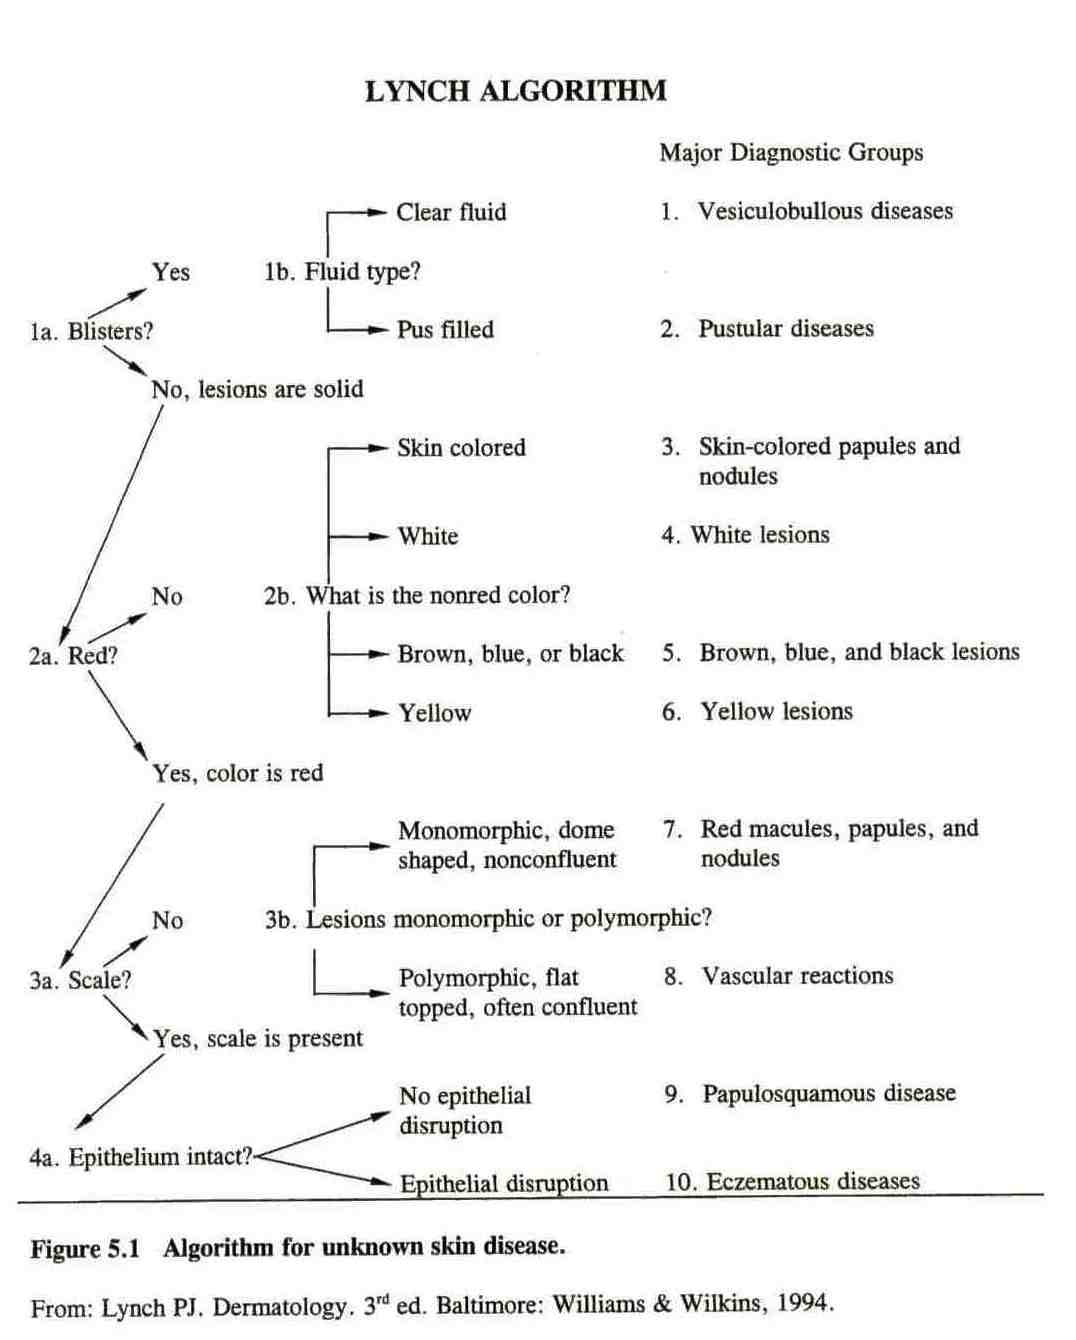 LYNCH ALGORITHM
Major Diagnostic Groups
Clear fluid 1. Vesiculobullous diseases
Yes 1b. Fluid type?
1a. Blisters? Pus filled 2. Pustular diseases
No, lesions are solid
Skin colored 3. Skin-colored papules and
nodules
White 4. White lesions
No 2b. What is the nonred color?
2a. Red? Brown, blue, or black 5. Brown, blue, and black lesions
Yellow 6. Yellow lesions
Yes, color is red
Monomorphic, dome 7. Red macules, papules, and
shaped, nonconfluent nodules
No 3b. Lesions monomorphic or polymorphic?
3a. Scale? Polymorphic, flat 8. Vascular reactions
topped, often confluent
Yes, scale is present
No epithelial 9. Papulosquamous disease
disruption
4a. Epithelium intact?
Epithelial disruption 10. Eczematous diseases
Figure 5.1 Algorithm for unknown skin disease.
From: Lynch PJ. Dermatology. 3rd ed. Baltimore: Williams & Wilkins, 1994.